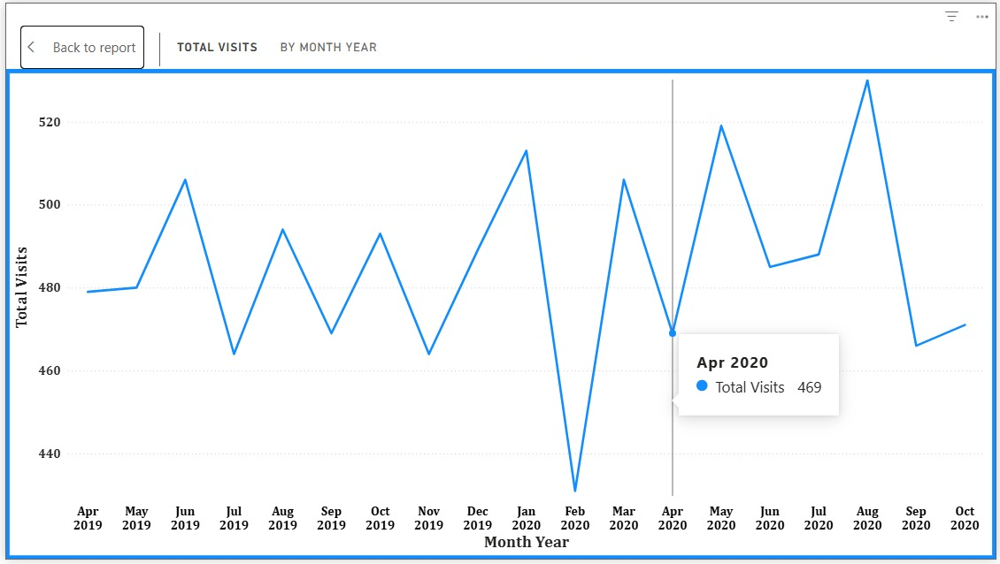 Back to report
TOTAL VISITS
BY MONTH YEAR
520
500
480
460
440
Total Visits
Apr 2020
Total Visits 469
Apr May Jun Jul Aug Sep Oct Nov Dec Jan Feb Mar Apr May Jun Jul Aug Sep Oct
2019 2019 2019 2019 2019 2019 2019 2019 2019 2020 2020 2020 2020 2020 2020 2020 2020 2020 2020
Month Year